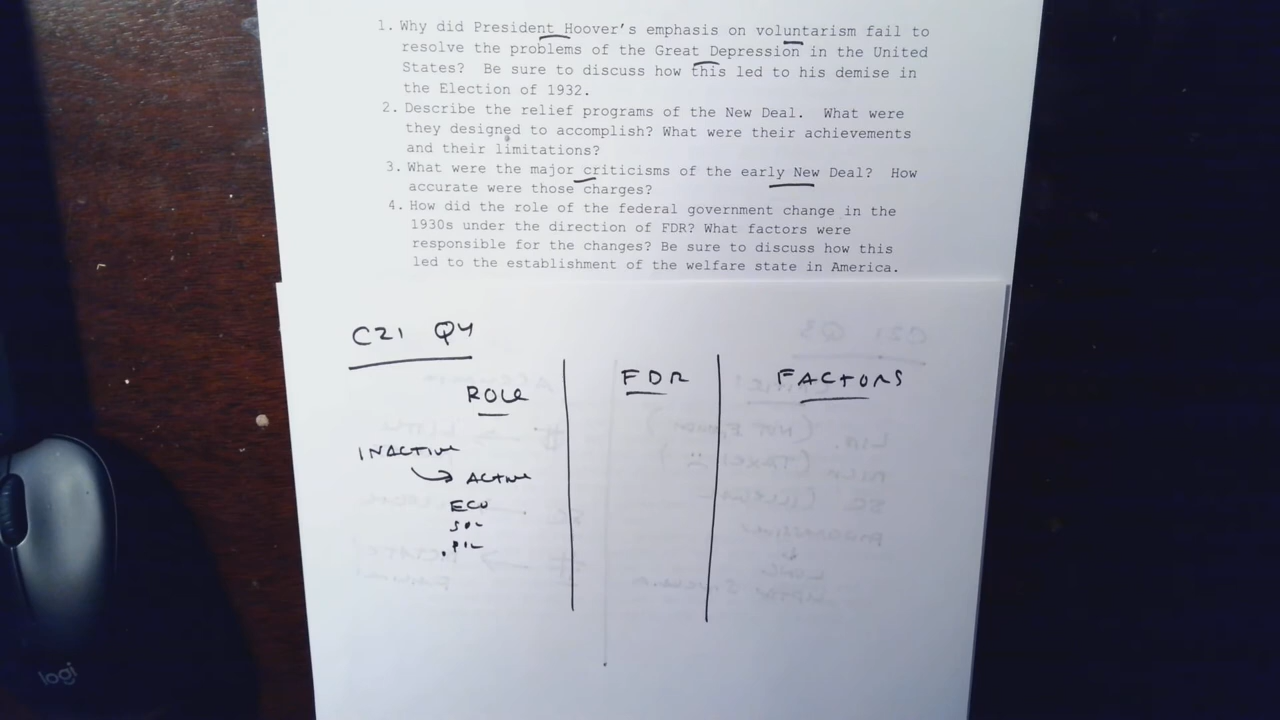 1. Why did President Hoover's emphasis on voluntarism fail to
resolve the problems of the Great Depression in the United
States? Be sure to discuss how this led to his demise in
the Election of 1932.
2. Describe the relief programs of the New Deal. What were
they designed to accomplish? What were their achievements
and their limitations?
3. What were the major criticisms of the early New Deal? How
accurate were those charges?
4. How did the role of the federal government change in the
1930s under the direction of FDR? What factors were
responsible for the changes? Be sure to discuss how this
led to the establishment of the welfare state in America.
C21 Q4
ROLE
FDR
FACTORS
INACTIVE
ACTIVE
ECO
SOC
logi